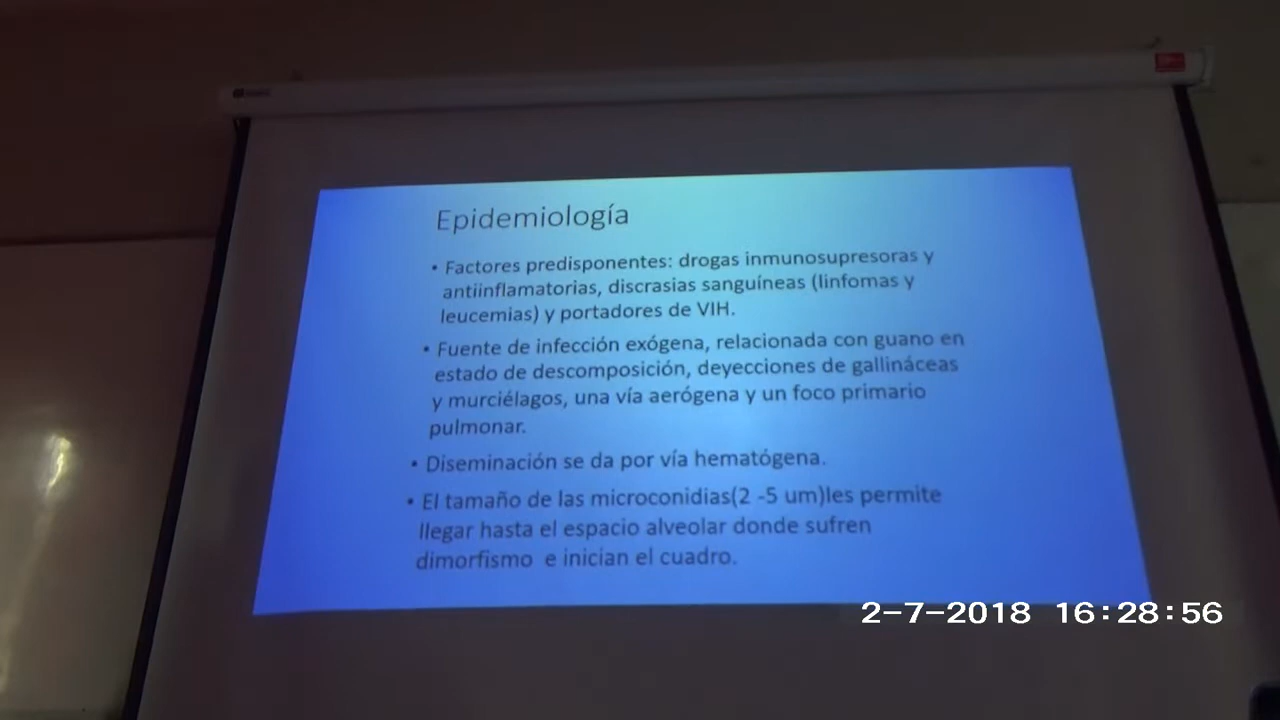 Epidemiología
• Factores predisponentes: drogas inmunosupresoras y
antiinflamatorias, discrasias sanguíneas (linfomas y
leucemias) y portadores de VIH.
• Fuente de infección exógena, relacionada con guano en
estado de descomposición, deyecciones de gallináceas
y murciélagos, una vía aerógena y un foco primario
pulmonar.
• Diseminación se da por vía hematógena.
• El tamaño de las microconidias(2 -5 um)les permite
llegar hasta el espacio alveolar donde sufren
dimorfismo e inician el cuadro.
2-7-2018 16:28:56